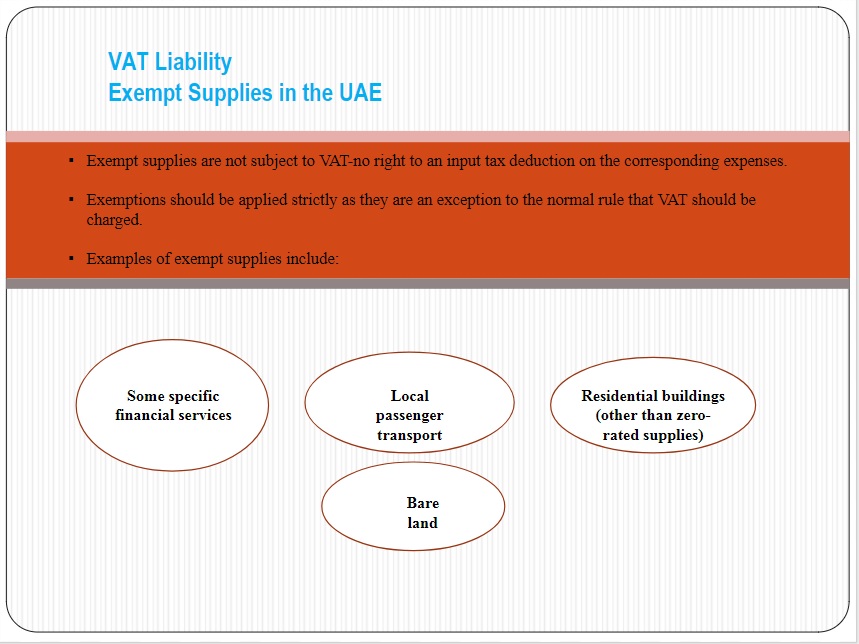 VAT Liability
Exempt Supplies in the UAE
▪ Exempt supplies are not subject to VAT-no right to an input tax deduction on the corresponding expenses.
▪ Exemptions should be applied strictly as they are an exception to the normal rule that VAT should be
charged.
▪ Examples of exempt supplies include:
Some specific
financial services
Local
passenger
transport
Residential buildings
(other than zero-
rated supplies)
Bare
land